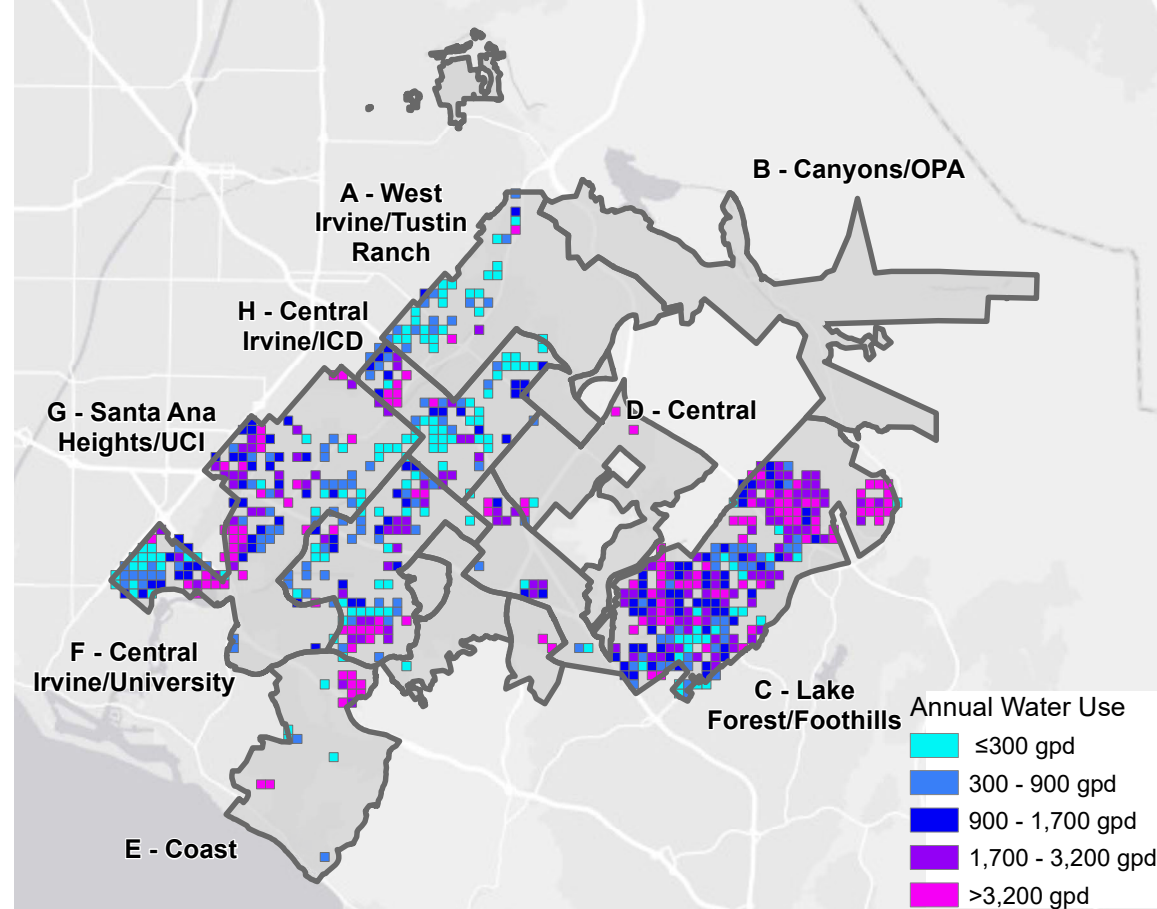 B - Canyons/OPA
A - West
Irvine/Tustin
Ranch
H - Central
Irvine/ICD
G - Santa Ana
Heights/UCI
D - Central
F - Central
Irvine/University
C - Lake
Forest/Foothills
E - Coast
Annual Water Use
≤300 gpd
300 - 900 gpd
900 - 1,700 gpd
1,700 - 3,200 gpd
>3,200 gpd